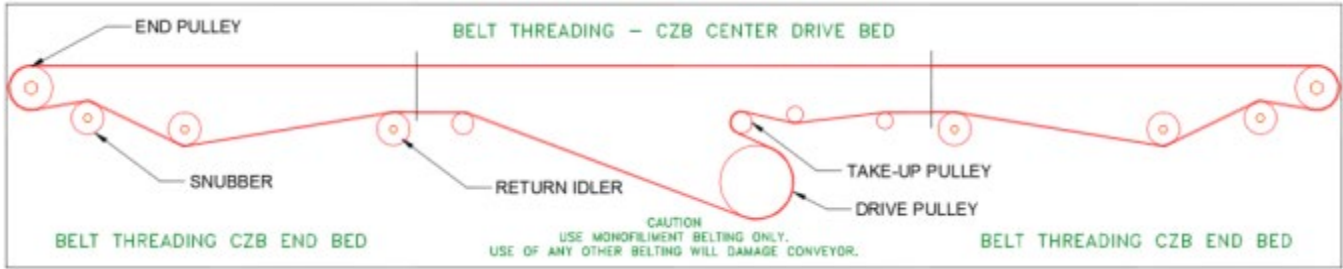 END PULLEY
BELT THREADING - CZB CENTER DRIVE BED
SNUBBER
RETURN IDLER
TAKE-UP PULLEY
DRIVE PULLEY
BELT THREADING CZB END BED
CAUTION
USE MONOFILIMENT BELTING ONLY.
USE OF ANY OTHER BELTING WILL DAMAGE CONVEYOR.
BELT THREADING CZB END BED